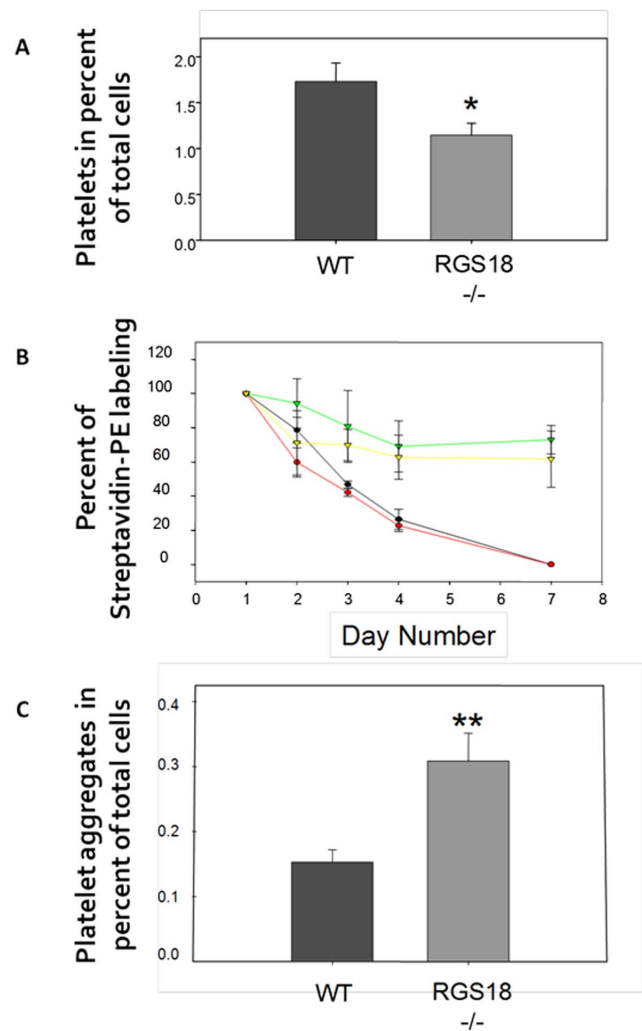 A
Platelets in percent
of total cells
2.0
1.5
1.0
0.5
0.0
*
WT
RGS18
-/-
B
Percent of
Streptavidin-PE labeling
120
100
80
60
40
20
0
0 1 2 3 4 5 6 7 8
Day Number
C
Platelet aggregates in
percent of total cells
0.4
0.3
0.2
0.1
0.0
**
WT
RGS18
-/-